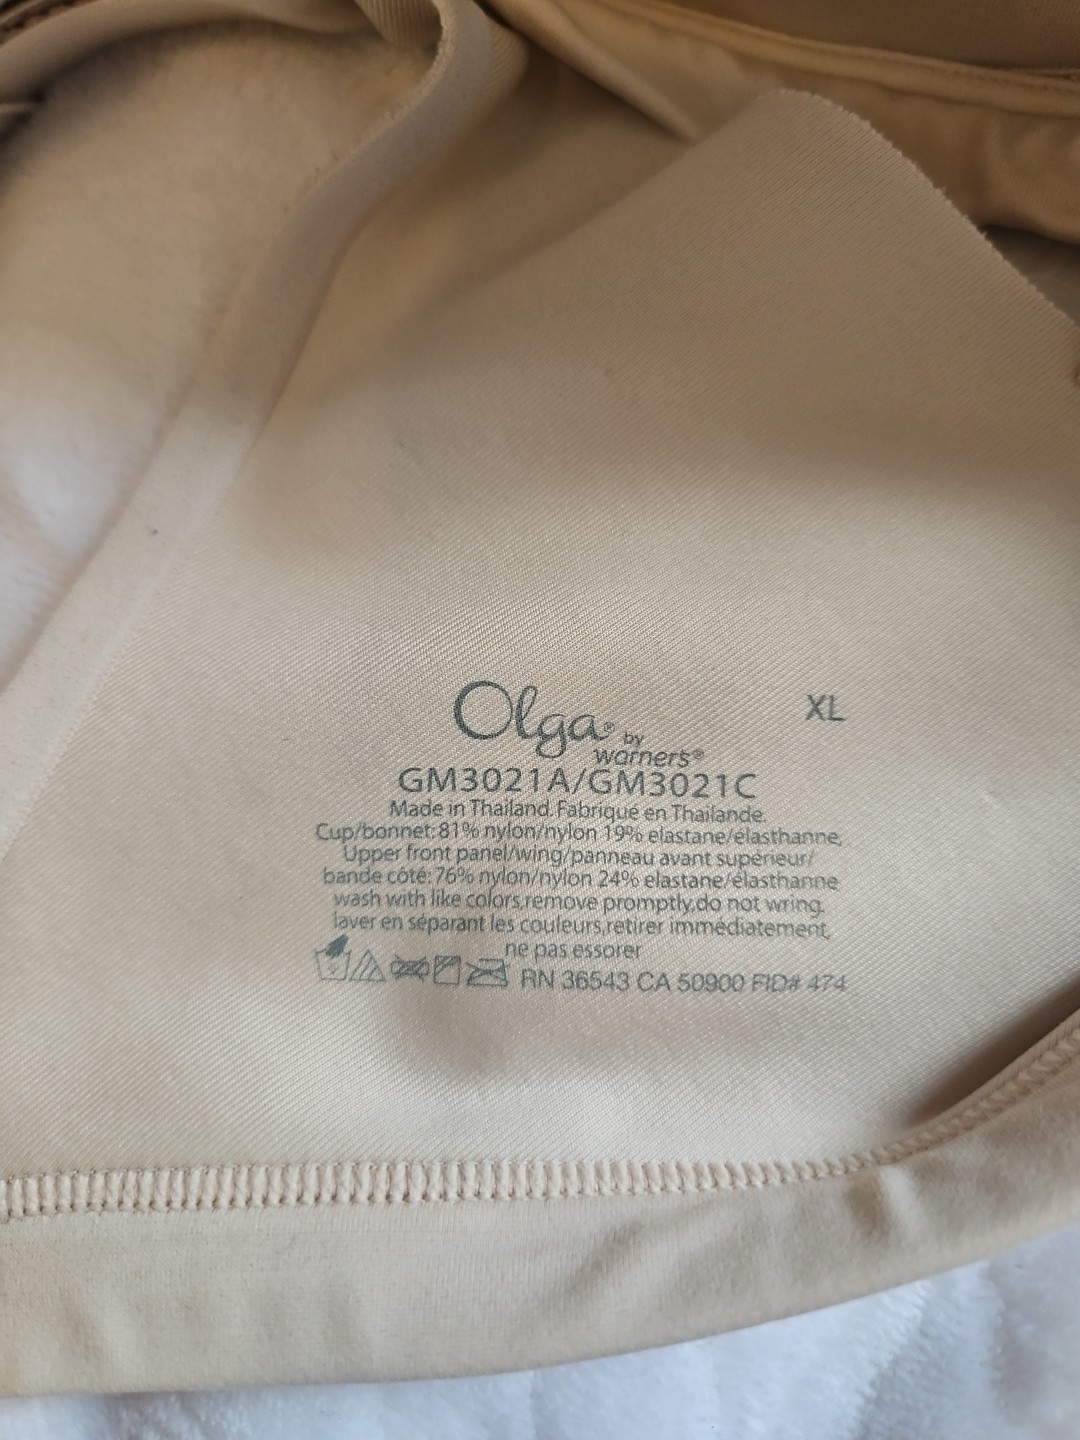 Olga® by warner's® XL
GM3021A/GM3021C
Made in Thailand. Fabriqué en Thaïlande.
Cup/bonnet: 81% nylon/nylon 19% elastane/élasthanne,
Upper front panel/wing/panneau avant supérieur/
bande côté: 76% nylon/nylon 24% elastane/élasthanne
wash with like colors,remove promptly,do not wring.
laver en séparant les couleurs,retirer immédiatement,
ne pas essorer
RN 36543 CA 50900 FID# 474